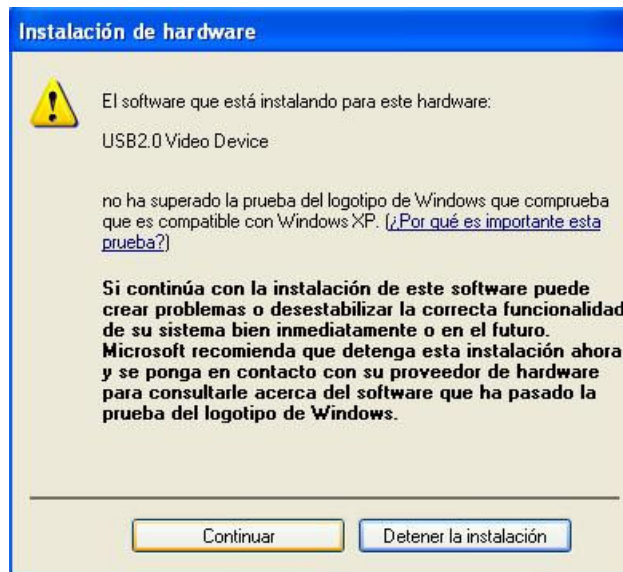 Instalación de hardware
El software que está instalando para este hardware:
USB2.0 Video Device
no ha superado la prueba del logotipo de Windows que comprueba
que es compatible con Windows XP. (¿Por qué es importante esta
prueba?)
Si continúa con la instalación de este software puede
crear problemas o desestabilizar la correcta funcionalidad
de su sistema bien inmediatamente o en el futuro.
Microsoft recomienda que detenga esta instalación ahora
y se ponga en contacto con su proveedor de hardware
para consultarle acerca del software que ha pasado la
prueba del logotipo de Windows.
Continuar
Detener la instalación